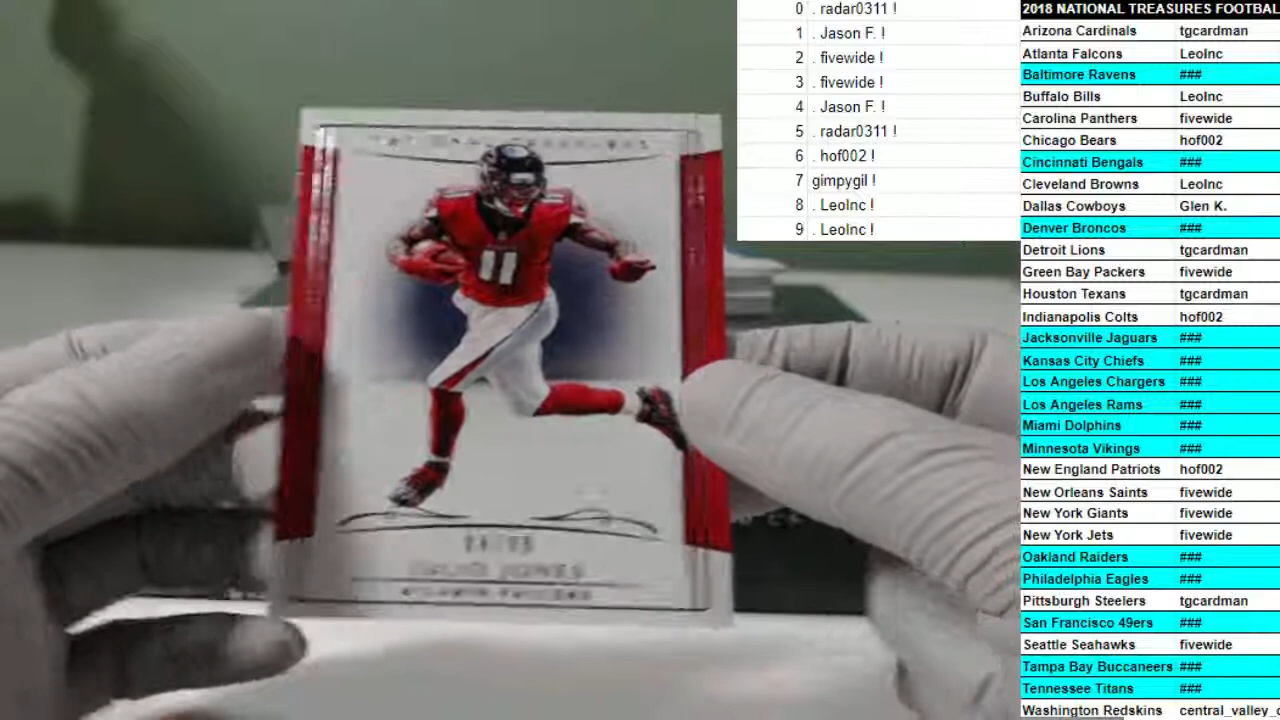 0 . radar0311 !
1 . Jason F. !
2 . fivewide !
3 . fivewide !
4 . Jason F. !
5 . radar0311 !
6 . hof002 !
7 gimpygil !
8 . LeoInc !
9 . LeoInc !
2018 NATIONAL TREASURES FOOTBAL
Arizona Cardinals tgcardman
Atlanta Falcons LeoInc
Baltimore Ravens ###
Buffalo Bills LeoInc
Carolina Panthers fivewide
Chicago Bears hof002
Cincinnati Bengals ###
Cleveland Browns LeoInc
Dallas Cowboys Glen K.
Denver Broncos ###
Detroit Lions tgcardman
Green Bay Packers fivewide
Houston Texans tgcardman
Indianapolis Colts hof002
Jacksonville Jaguars ###
Kansas City Chiefs ###
Los Angeles Chargers ###
Los Angeles Rams ###
Miami Dolphins ###
Minnesota Vikings ###
New England Patriots hof002
New Orleans Saints fivewide
New York Giants fivewide
New York Jets fivewide
Oakland Raiders ###
Philadelphia Eagles ###
Pittsburgh Steelers tgcardman
San Francisco 49ers ###
Seattle Seahawks fivewide
Tampa Bay Buccaneers ###
Tennessee Titans ###
Washington Redskins central_valley_c
11
ATLANTA FALCONS